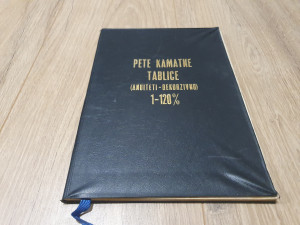 PETE KAMATNE
TABLICE
(ANUITETI-DEKURZIVNO)
1-120%